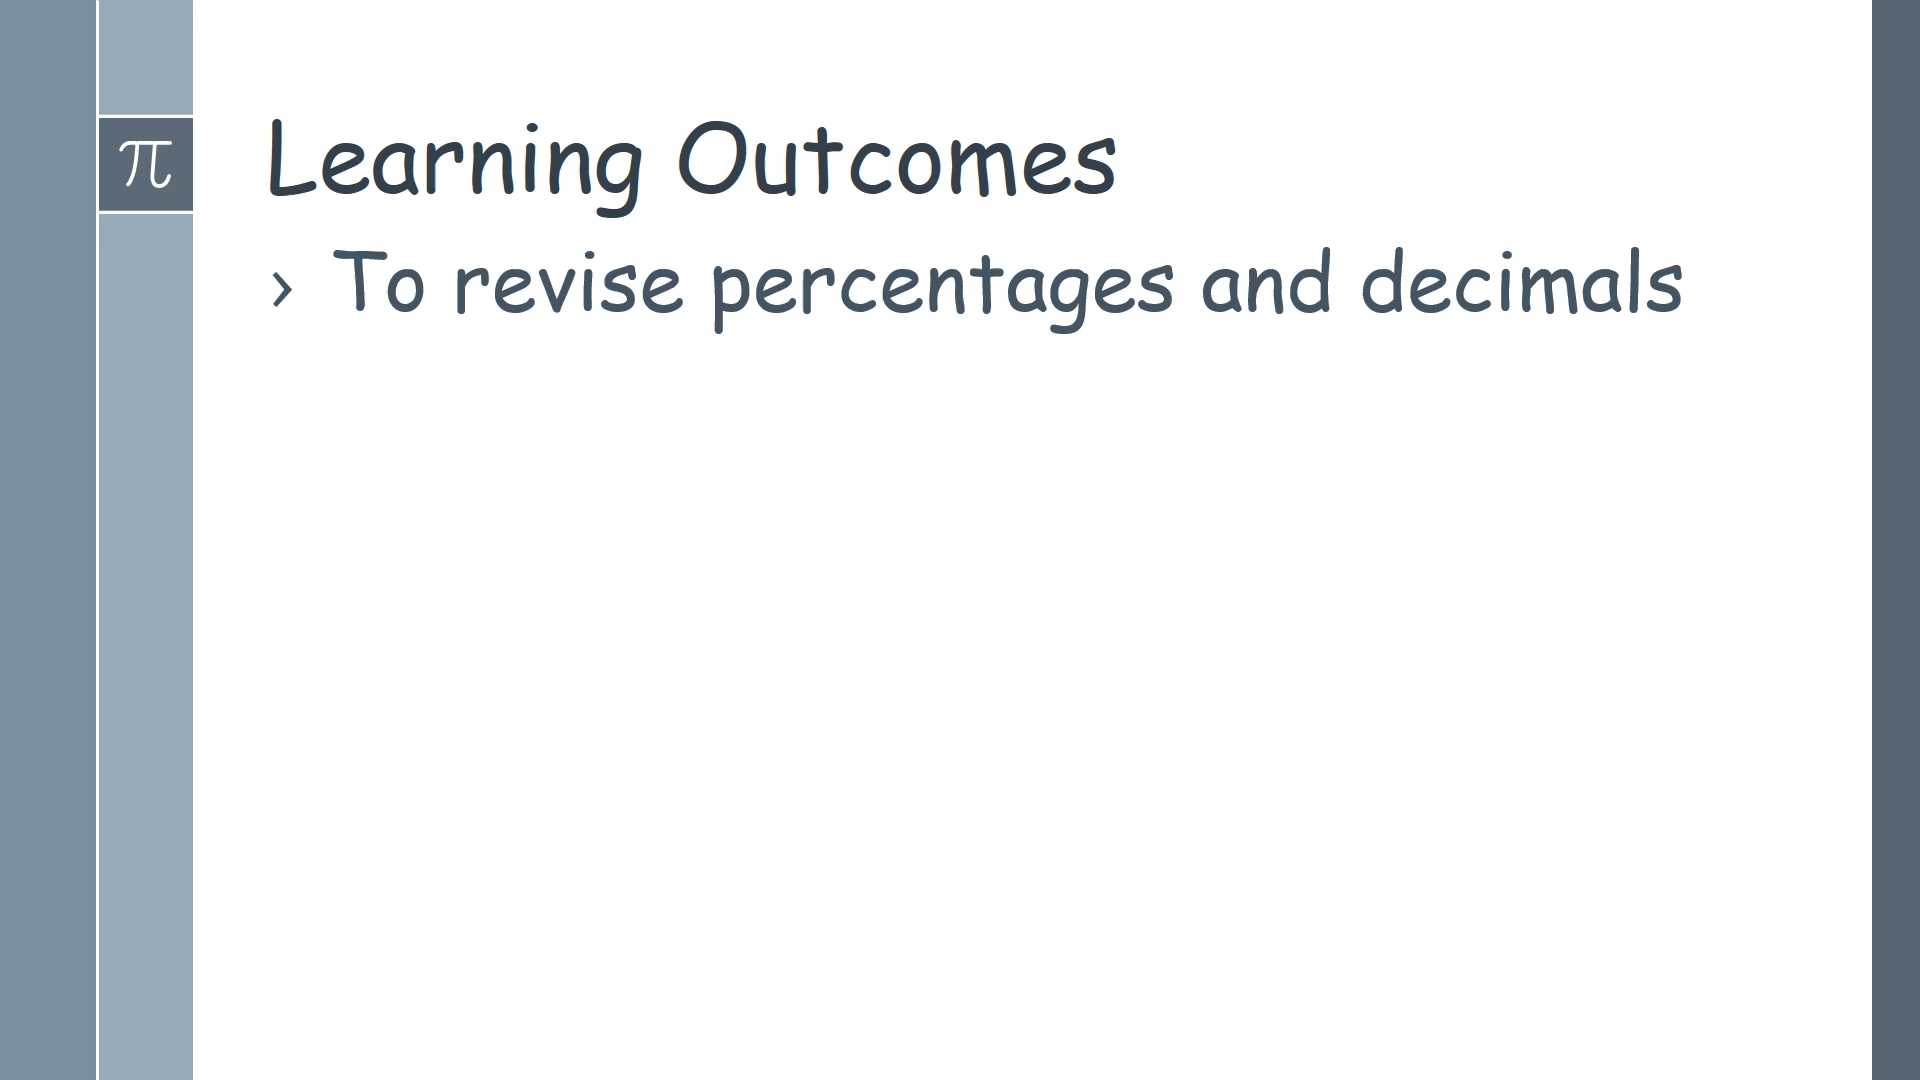 π
Learning Outcomes
› To revise percentages and decimals